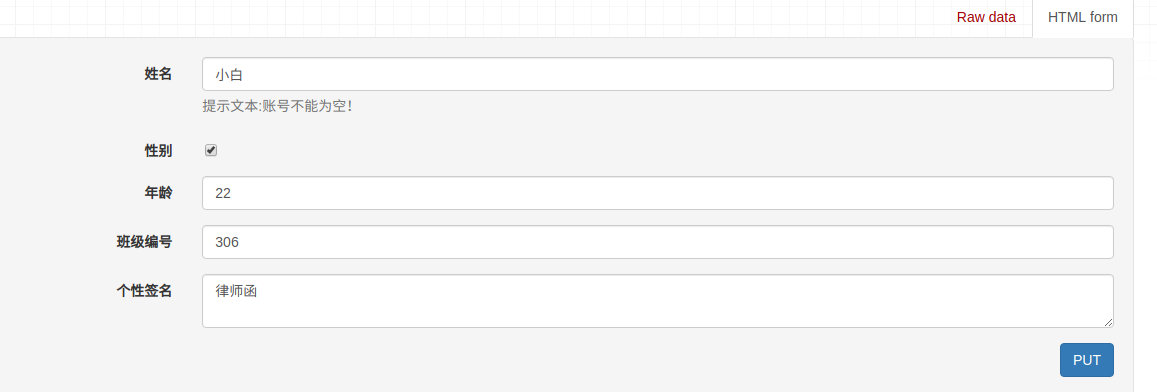 Raw data HTML form
姓名 小白
提示文本:账号不能为空!
性别
年龄 22
班级编号 306
个性签名 律师函
PUT